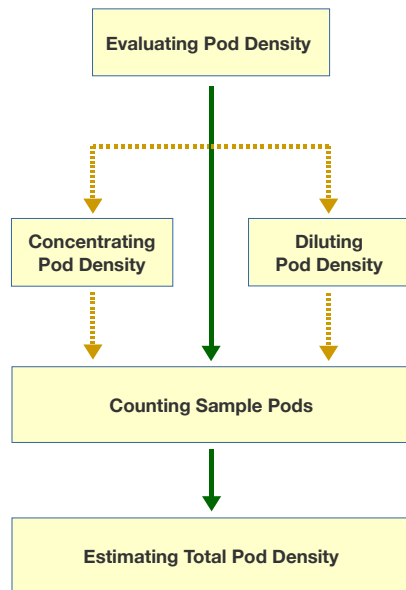 Evaluating Pod Density
Concentrating
Pod Density
Diluting
Pod Density
Counting Sample Pods
Estimating Total Pod Density